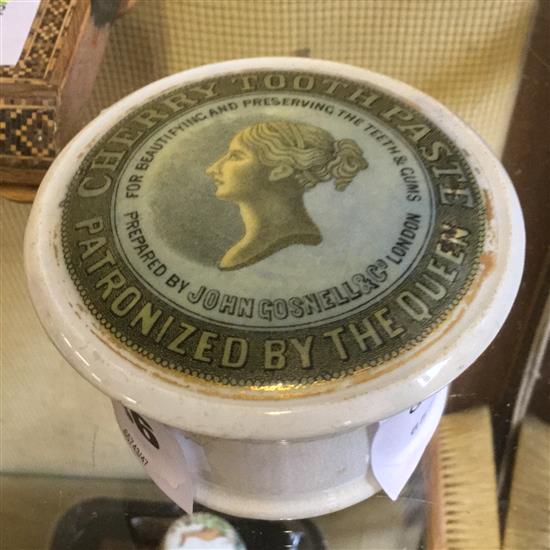 CHERRY TOOTH PASTE
FOR BEAUTIFYING AND PRESERVING THE TEETH & GUMS
PREPARED BY JOHN GOSNELL & Co LONDON
PATRONIZED BY THE QUEEN